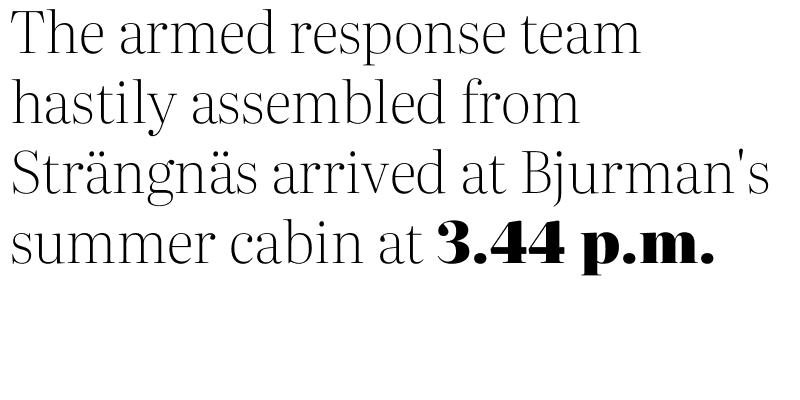 The armed response team
hastily assembled from
Strängnäs arrived at Bjurman's
summer cabin at 3.44 p.m.